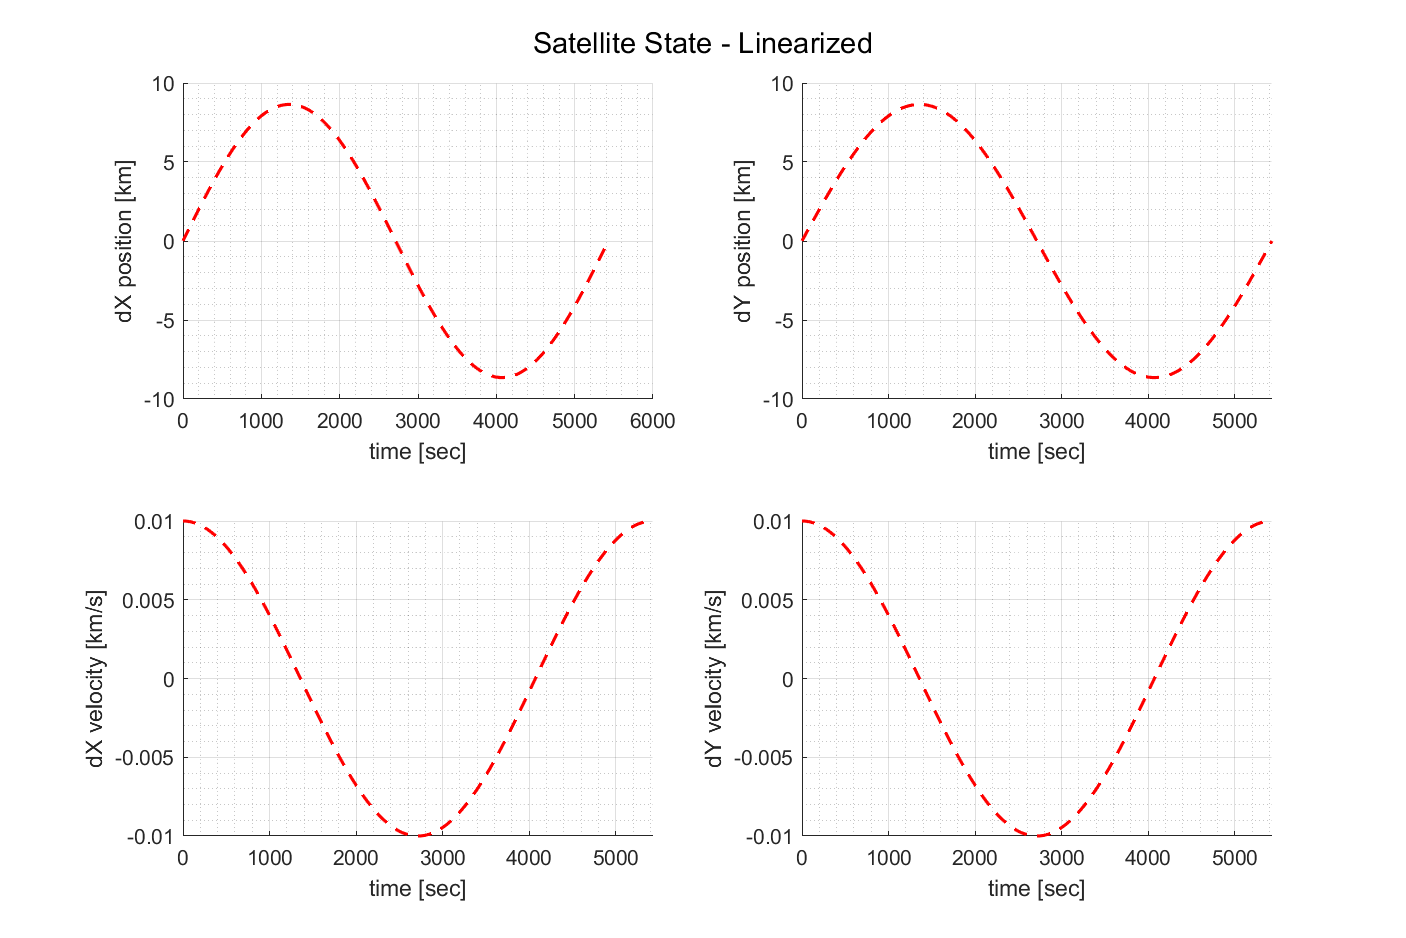 Satellite State - Linearized
10
5
0
-5
-10
dX position [km]
0 1000 2000 3000 4000 5000 6000
time [sec]
10
5
0
-5
-10
dY position [km]
0 1000 2000 3000 4000 5000
time [sec]
0.01
0.005
0
-0.005
-0.01
dX velocity [km/s]
0 1000 2000 3000 4000 5000
time [sec]
0.01
0.005
0
-0.005
-0.01
dY velocity [km/s]
0 1000 2000 3000 4000 5000
time [sec]